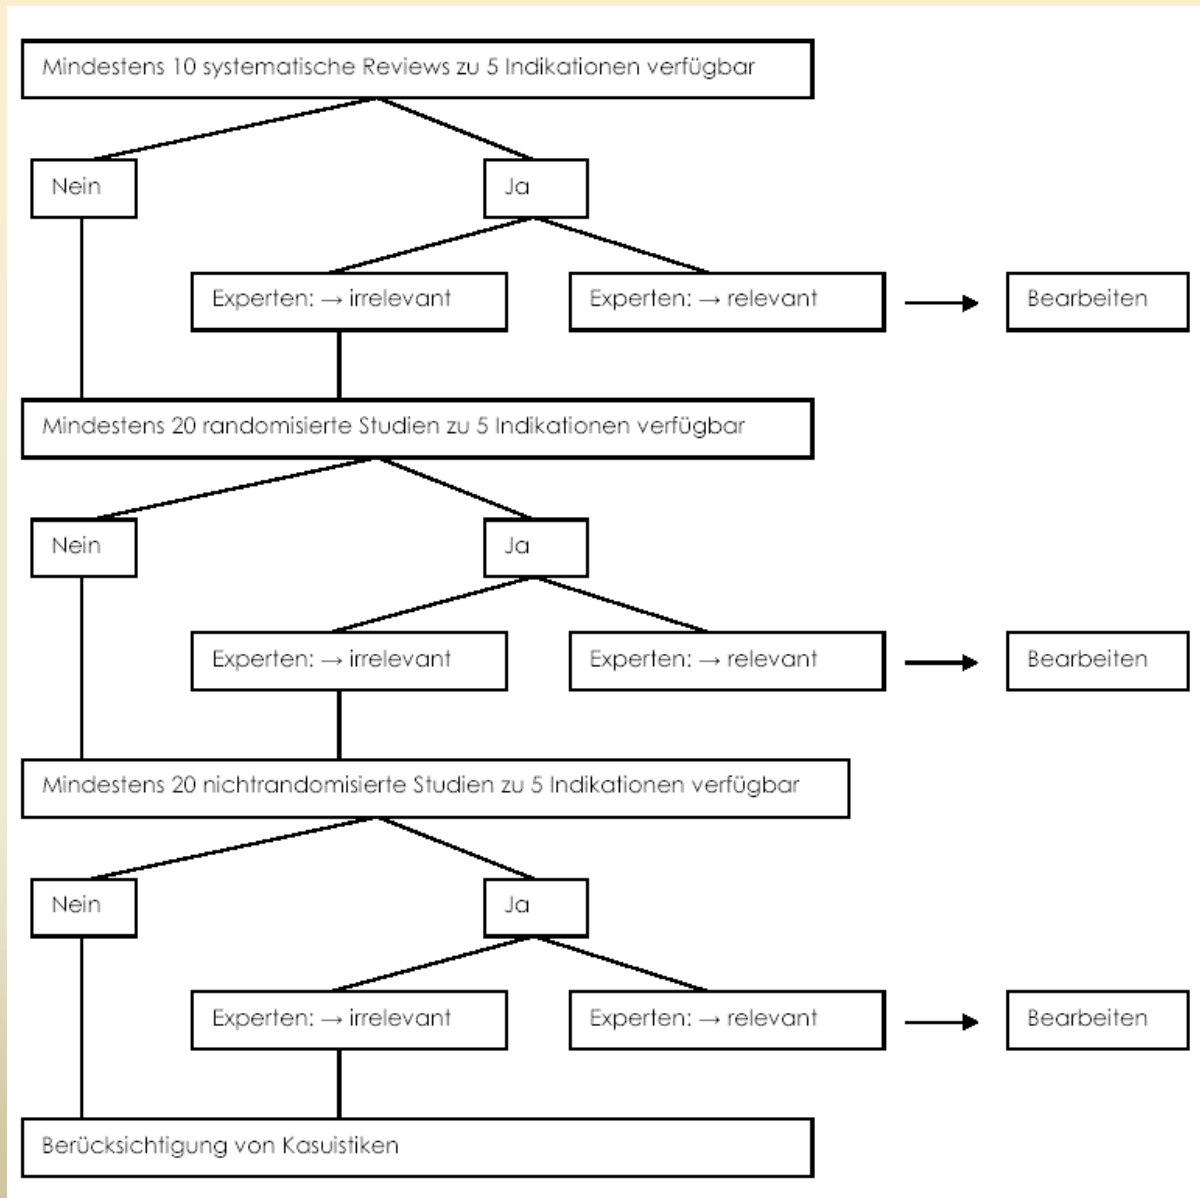 Mindestens 10 systematische Reviews zu 5 Indikationen verfügbar
Nein
Ja
Experten: → irrelevant
Experten: → relevant
Bearbeiten
Mindestens 20 randomisierte Studien zu 5 Indikationen verfügbar
Nein
Ja
Experten: → irrelevant
Experten: → relevant
Bearbeiten
Mindestens 20 nichtrandomisierte Studien zu 5 Indikationen verfügbar
Nein
Ja
Experten: → irrelevant
Experten: → relevant
Bearbeiten
Berücksichtigung von Kasuistiken